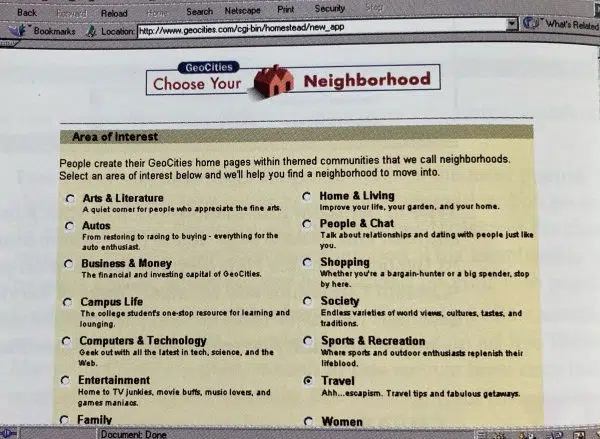 Back Forward Reload Home Search Netscape Print Security Stop
Bookmarks Location: http://www.geocities.com/cgi-bin/homestead/new_app What's Related
GeoCities
Choose Your Neighborhood
Area of Interest
People create their GeoCities home pages within themed communities that we call neighborhoods.
Select an area of interest below and we'll help you find a neighborhood to move into.
Arts & Literature
A quiet corner for people who appreciate the fine arts.
Autos
From restoring to racing to buying - everything for the
auto enthusiast.
Business & Money
The financial and investing capital of GeoCities.
Campus Life
The college student's one-stop resource for learning and
lounging.
Computers & Technology
Geek out with all the latest in tech, science, and the
Web.
Entertainment
Home to TV junkies, movie buffs, music lovers, and
games maniacs.
Family
Home & Living
Improve your life, your garden, and your home.
People & Chat
Talk about relationships and dating with people just like
you.
Shopping
Whether you're a bargain-hunter or a big spender, stop
by here.
Society
Endless varieties of world views, cultures, tastes, and
traditions.
Sports & Recreation
Where sports and outdoor enthusiasts replenish their
lifeblood.
Travel
Ahh...escapism. Travel tips and fabulous getaways.
Women
Document: Done